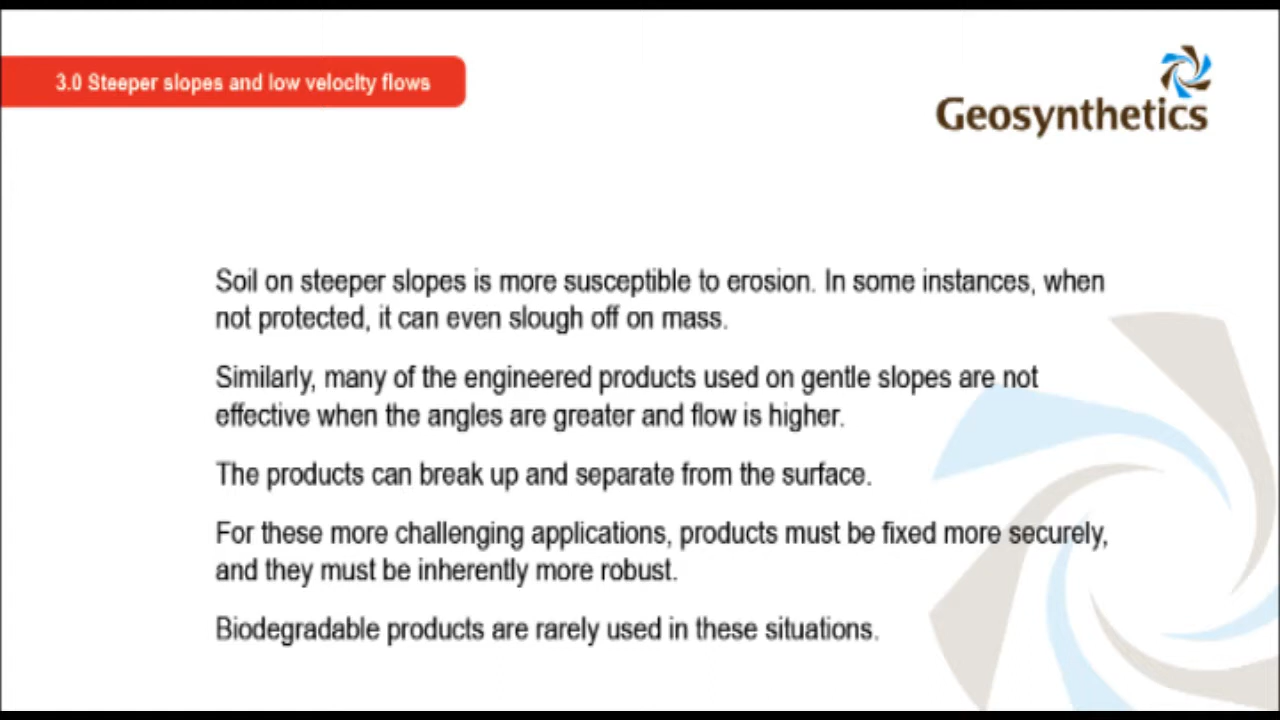 3.0 Steeper slopes and low velocity flows
Geosynthetics
Soil on steeper slopes is more susceptible to erosion. In some instances, when
not protected, it can even slough off on mass.
Similarly, many of the engineered products used on gentle slopes are not
effective when the angles are greater and flow is higher.
The products can break up and separate from the surface.
For these more challenging applications, products must be fixed more securely,
and they must be inherently more robust.
Biodegradable products are rarely used in these situations.